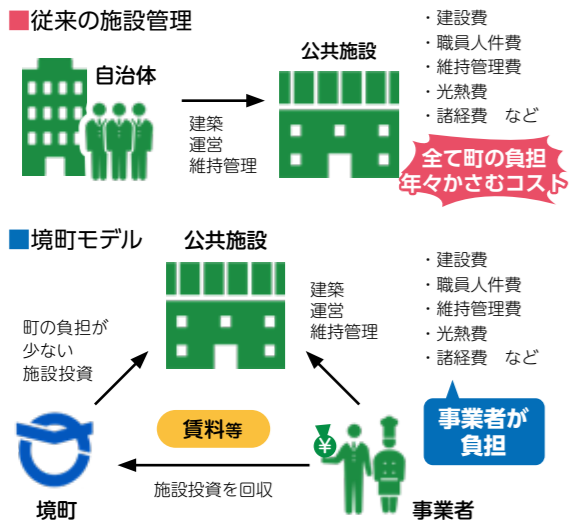 ■従来の施設管理
自治体
公共施設
建築
運営
維持管理
・建設費
・職員人件費
・維持管理費
・光熱費
・諸経費　など
全て町の負担
年々かさむコスト
■境町モデル
公共施設
町の負担が
少ない
施設投資
建築
運営
維持管理
・建設費
・職員人件費
・維持管理費
・光熱費
・諸経費　など
事業者が
負担
賃料等
¥
施設投資を回収
境町
事業者